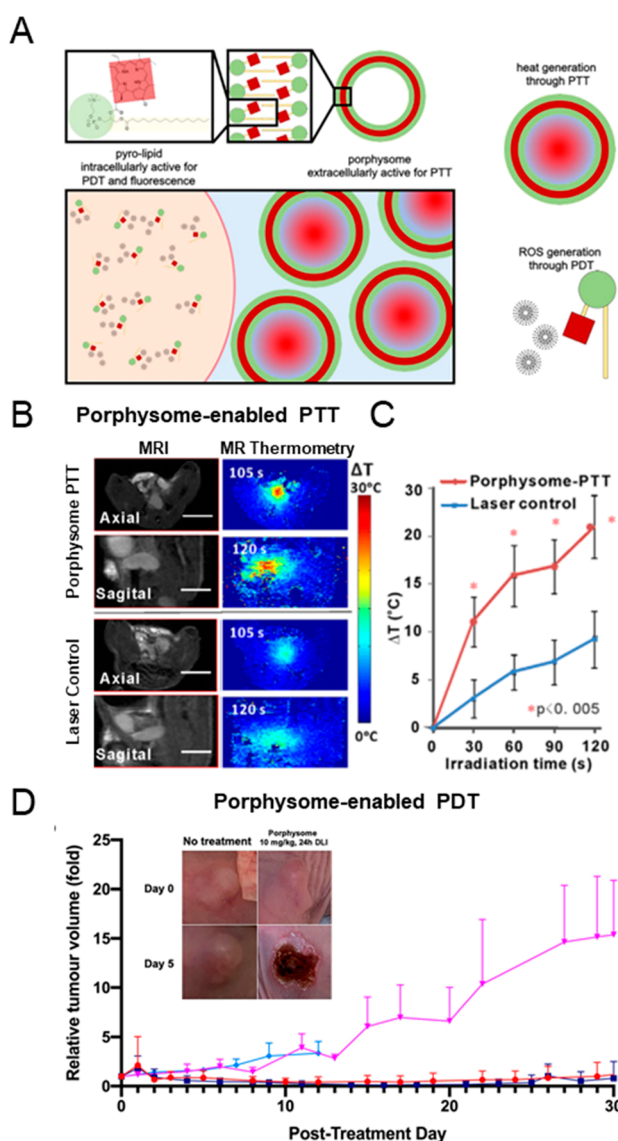 A
heat generation
through PTT
pyro-lipid
intracellularly active for
PDT and fluorescence
porphysome
extracellularly active for PTT
ROS generation
through PDT
B
Porphysome-enabled PTT
MRI
MR Thermometry
Porphysome PTT
Axial
105 s
Sagital
120 s
Laser Control
Axial
105 s
Sagital
120 s
ΔT
30°C
0°C
C
Porphysome-PTT
Laser control
ΔT (°C)
30
25
20
15
10
5
0
* * * *
*p<0. 005
0 30 60 90 120
Irradiation time (s)
D
Porphysome-enabled PDT
Relative tumour volume (fold)
25
20
15
10
5
0
No treatment
Porphysome
10 mg/kg, 24h DLI
Day 0
Day 5
0 10 20 30
Post-Treatment Day